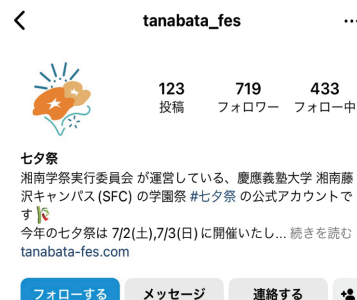 tanabata_fes
123 719 433
投稿 フォロワー フォロー中
七夕祭
湘南学祭実行委員会 が運営している、慶應義塾大学 湘南藤
沢キャンパス (SFC) の学園祭 #七夕祭 の公式アカウントで
す🎋
今年の七夕祭は 7/2(土),7/3(日) に開催いたし... 続きを読む
tanabata-fes.com
フォローする メッセージ 連絡する